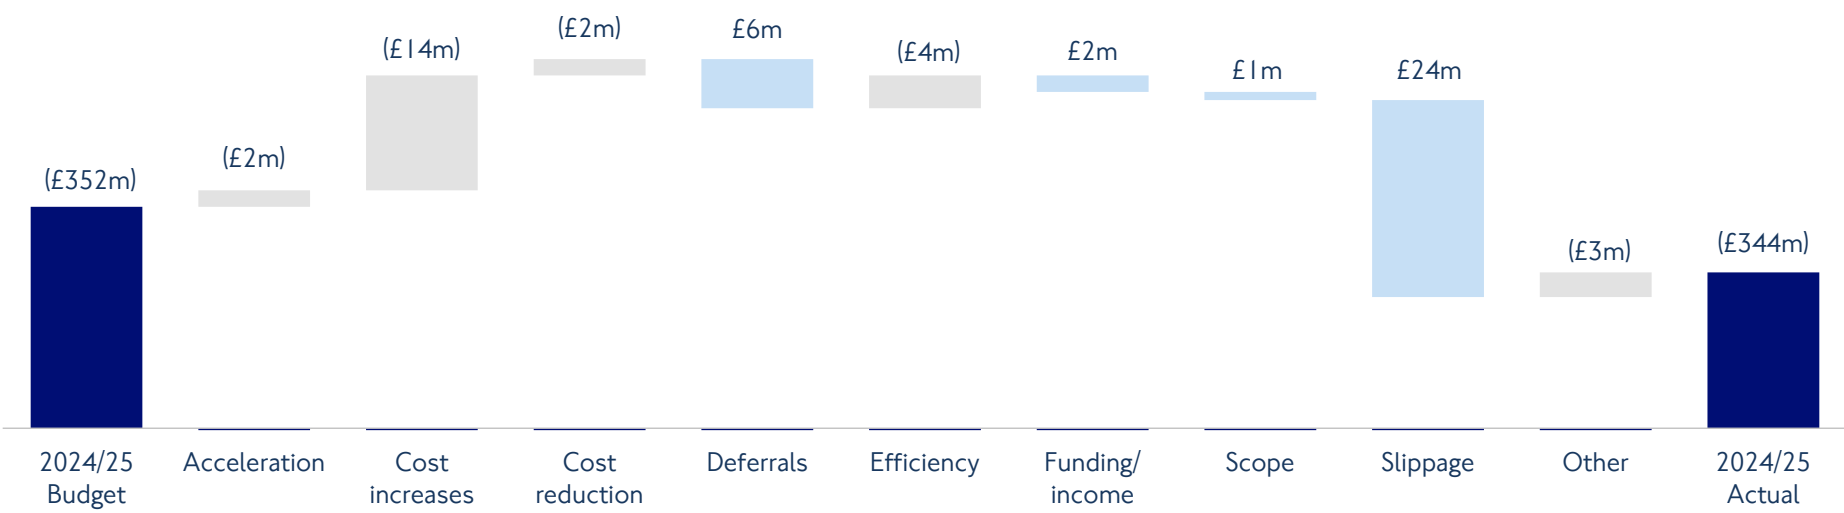 (£352m)
(£2m)
(£14m)
(£2m)
£6m
(£4m)
£2m
£1m
£24m
(£3m)
(£344m)
2024/25
Budget
Acceleration
Cost
increases
Cost
reduction
Deferrals
Efficiency
Funding/
income
Scope
Slippage
Other
2024/25
Actual